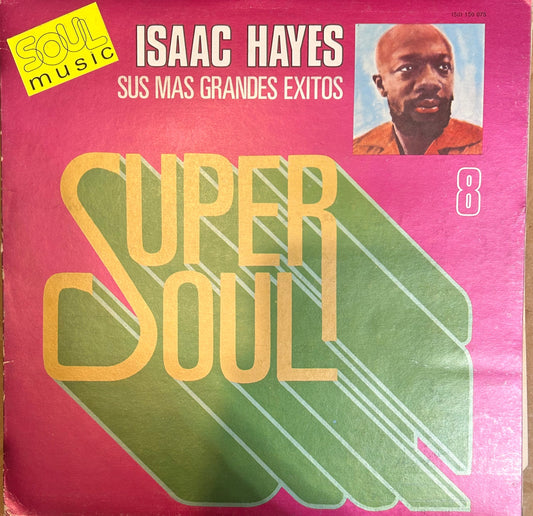 SOUL
music
ISAAC HAYES
SUS MAS GRANDES EXITOS
8
SUPER
SOUL